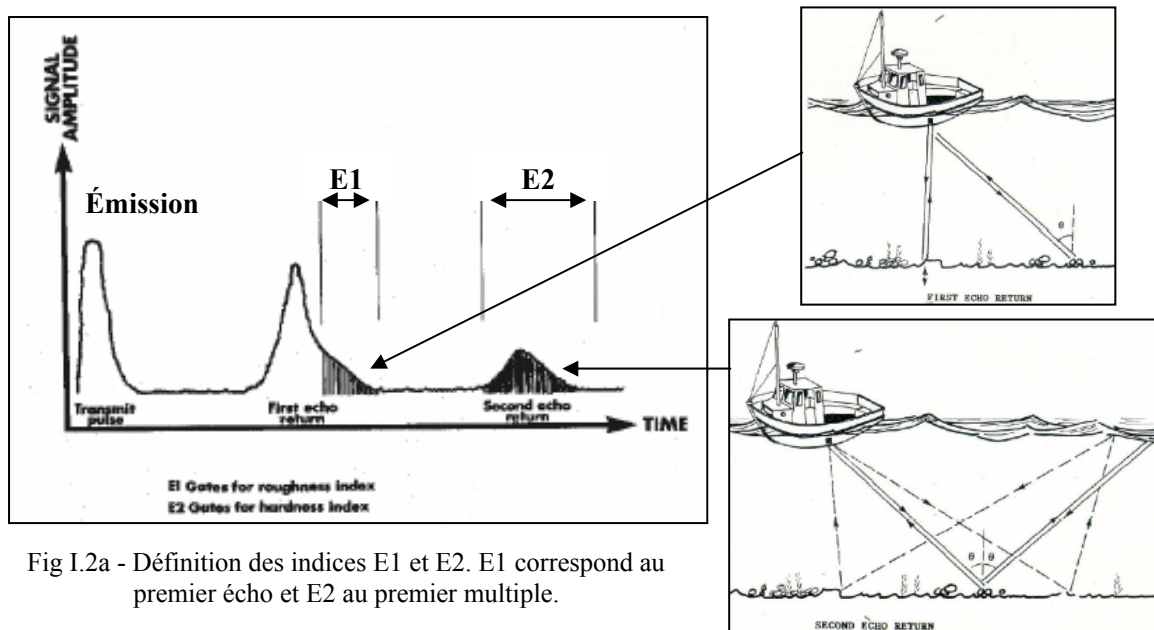 SIGNAL
AMPLITUDE
Émission
E1
E2
Transmit
pulse
First echo
return
Second echo
return
TIME
E1 Gates for roughness index
E2 Gates for hardness index
θ
FIRST ECHO RETURN
θ θ
SECOND ECHO RETURN
Fig I.2a - Définition des indices E1 et E2. E1 correspond au
premier écho et E2 au premier multiple.